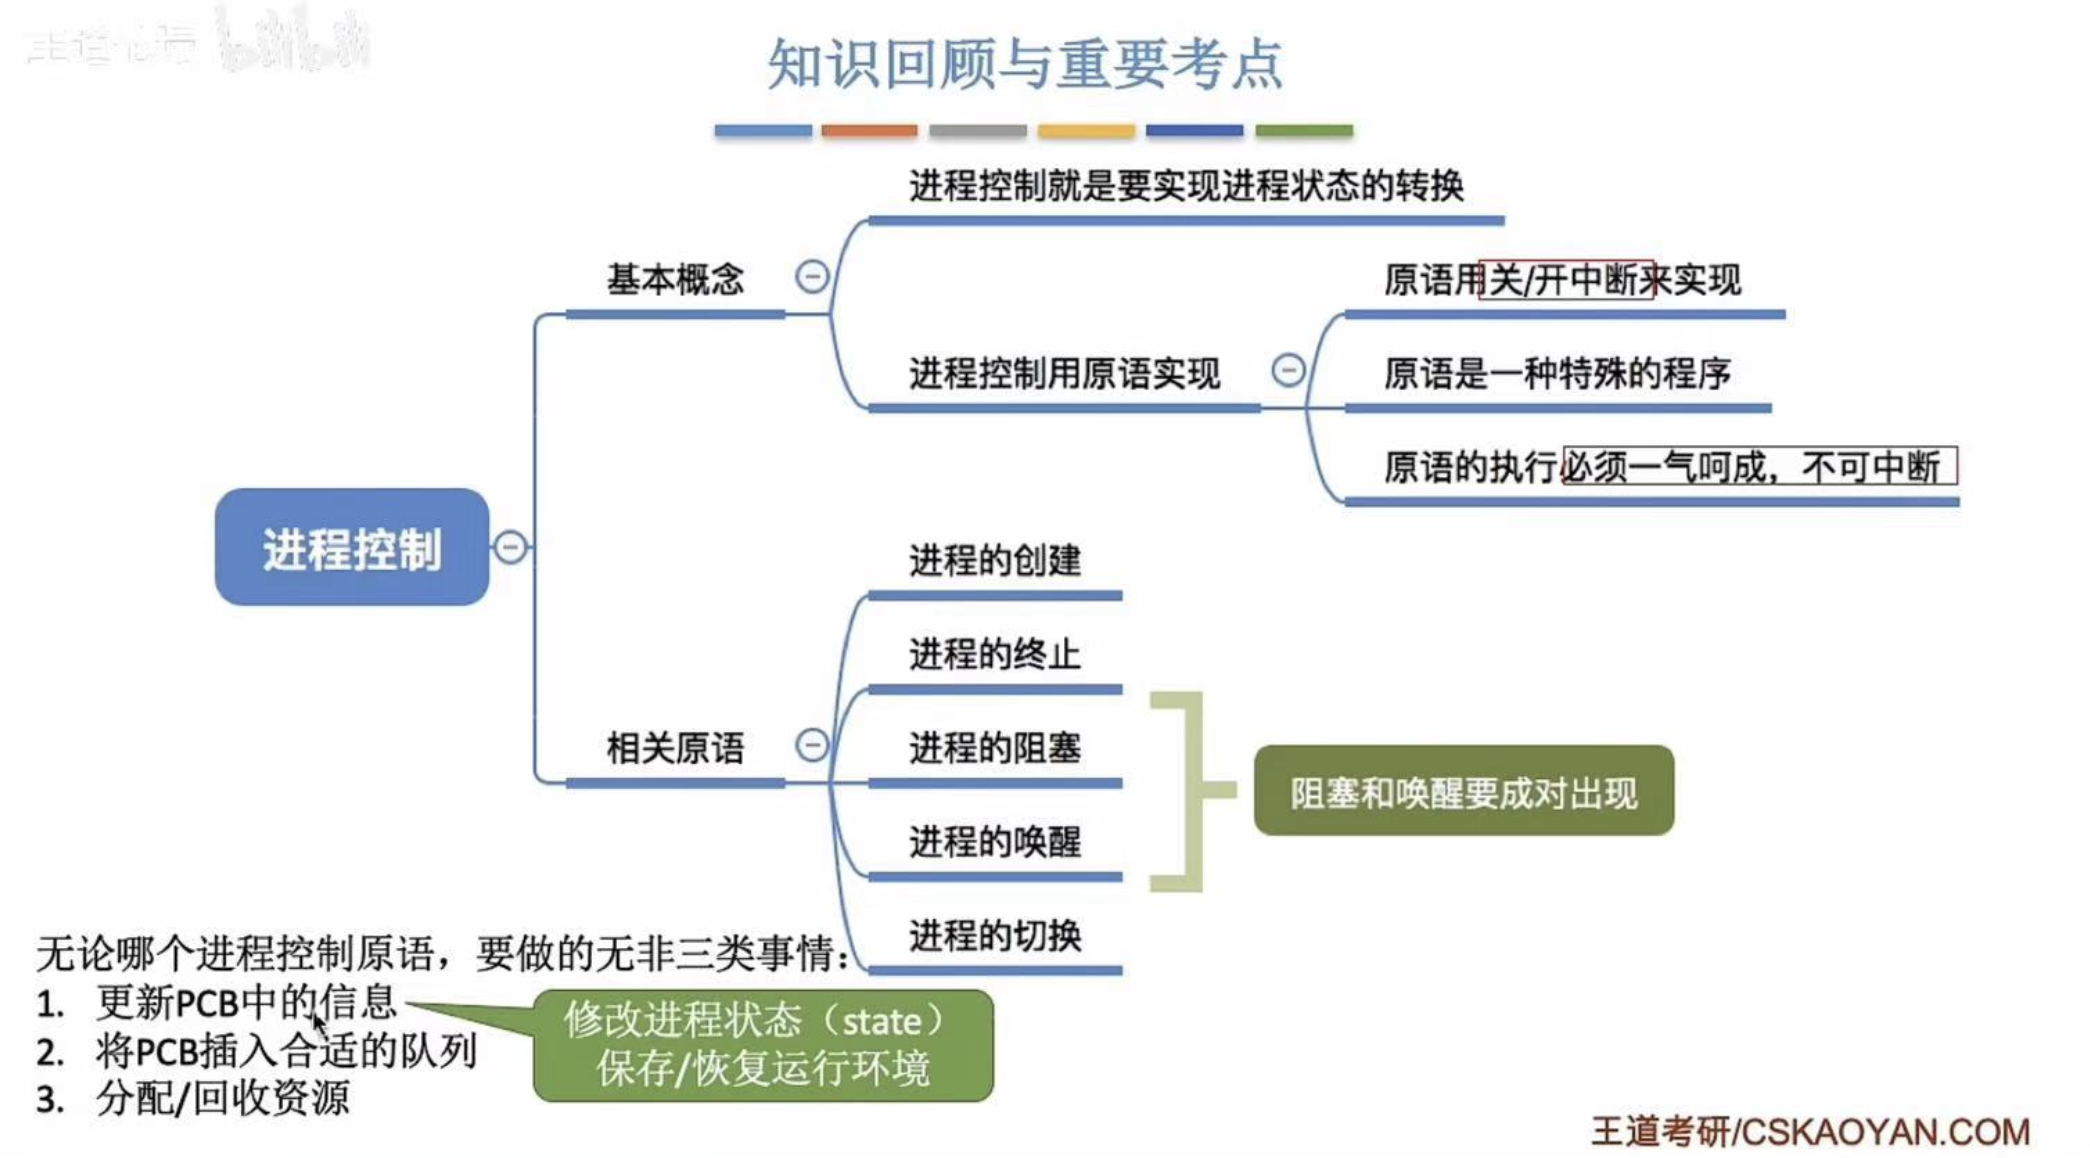 王道论坛 bilibili
知识回顾与重要考点
进程控制
基本概念
进程控制就是要实现进程状态的转换
进程控制用原语实现
原语用关/开中断来实现
原语是一种特殊的程序
原语的执行必须一气呵成，不可中断
相关原语
进程的创建
进程的终止
进程的阻塞
进程的唤醒
进程的切换
阻塞和唤醒要成对出现
无论哪个进程控制原语，要做的无非三类事情：
1. 更新PCB中的信息
2. 将PCB插入合适的队列
3. 分配/回收资源
修改进程状态（state）
保存/恢复运行环境
王道考研/CSKAOYAN.COM